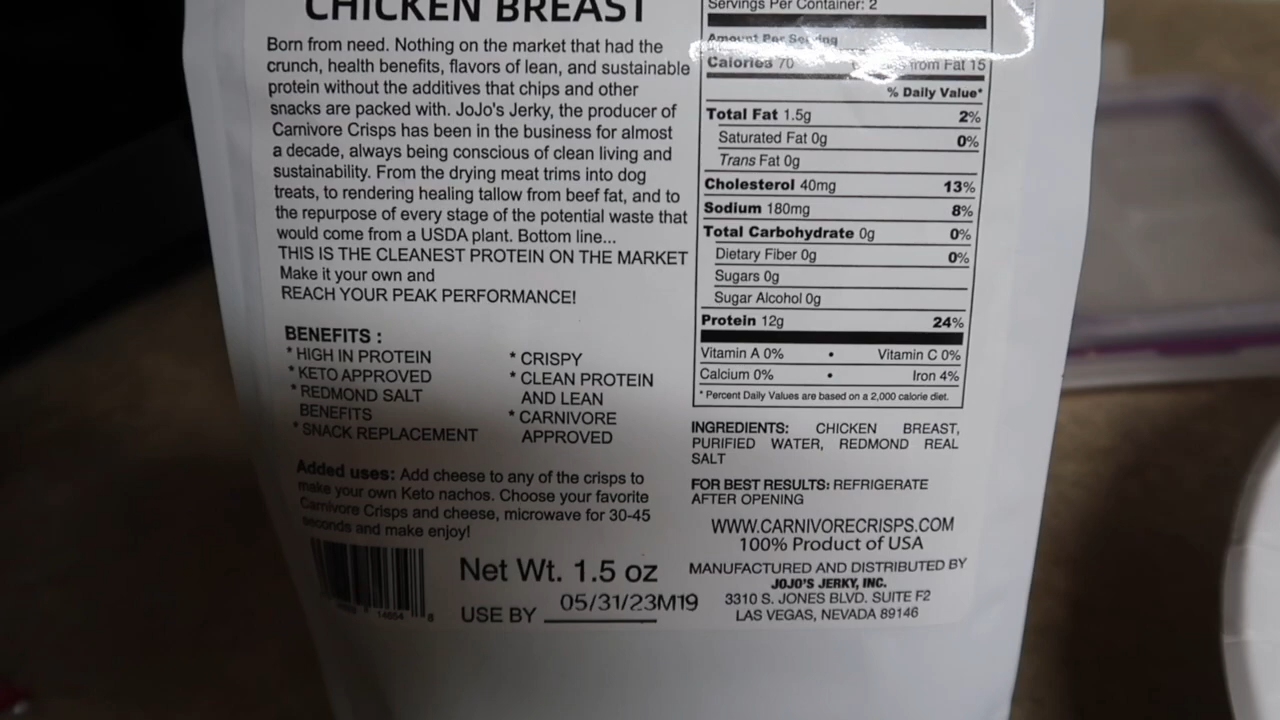 CHICKEN BREAST
Born from need. Nothing on the market that had the
crunch, health benefits, flavors of lean, and sustainable
protein without the additives that chips and other
snacks are packed with. JoJo's Jerky, the producer of
Carnivore Crisps has been in the business for almost
a decade, always being conscious of clean living and
sustainability. From the drying meat trims into dog
treats, to rendering healing tallow from beef fat, and to
the repurpose of every stage of the potential waste that
would come from a USDA plant. Bottom line...
THIS IS THE CLEANEST PROTEIN ON THE MARKET
Make it your own and
REACH YOUR PEAK PERFORMANCE!
BENEFITS :
* HIGH IN PROTEIN
* KETO APPROVED
* REDMOND SALT
BENEFITS
* SNACK REPLACEMENT
* CRISPY
* CLEAN PROTEIN
AND LEAN
* CARNIVORE
APPROVED
Added uses: Add cheese to any of the crisps to
make your own Keto nachos. Choose your favorite
Carnivore Crisps and cheese, microwave for 30-45
seconds and make enjoy!
Net Wt. 1.5 oz
USE BY 05/31/23M19
Servings Per Container: 2
Amount Per Serving
Calories 70 from Fat 15
% Daily Value*
Total Fat 1.5g 2%
Saturated Fat 0g 0%
Trans Fat 0g
Cholesterol 40mg 13%
Sodium 180mg 8%
Total Carbohydrate 0g 0%
Dietary Fiber 0g 0%
Sugars 0g
Sugar Alcohol 0g
Protein 12g 24%
Vitamin A 0% • Vitamin C 0%
Calcium 0% • Iron 4%
* Percent Daily Values are based on a 2,000 calorie diet.
INGREDIENTS: CHICKEN BREAST,
PURIFIED WATER, REDMOND REAL
SALT
FOR BEST RESULTS: REFRIGERATE
AFTER OPENING
WWW.CARNIVORECRISPS.COM
100% Product of USA
MANUFACTURED AND DISTRIBUTED BY
JOJO'S JERKY, INC.
3310 S. JONES BLVD. SUITE F2
LAS VEGAS, NEVADA 89146